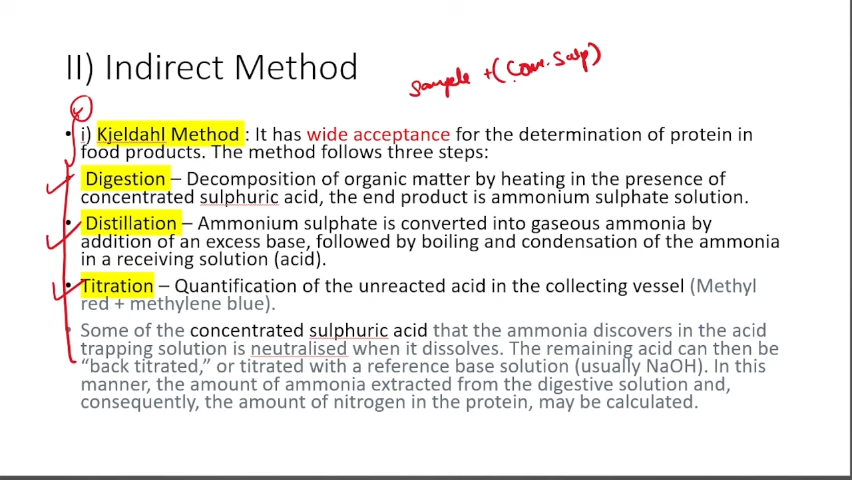 II) Indirect Method
sample + (Conc. Sulp)
• i) Kjeldahl Method : It has wide acceptance for the determination of protein in
food products. The method follows three steps:
Digestion – Decomposition of organic matter by heating in the presence of
concentrated sulphuric acid, the end product is ammonium sulphate solution.
• Distillation – Ammonium sulphate is converted into gaseous ammonia by
addition of an excess base, followed by boiling and condensation of the ammonia
in a receiving solution (acid).
• Titration – Quantification of the unreacted acid in the collecting vessel (Methyl
red + methylene blue).
• Some of the concentrated sulphuric acid that the ammonia discovers in the acid
trapping solution is neutralised when it dissolves. The remaining acid can then be
“back titrated,” or titrated with a reference base solution (usually NaOH). In this
manner, the amount of ammonia extracted from the digestive solution and,
consequently, the amount of nitrogen in the protein, may be calculated.